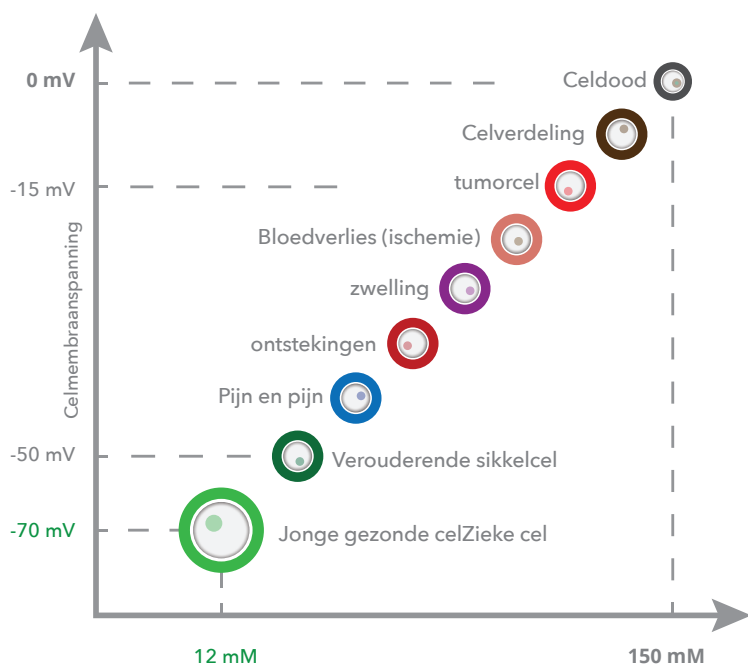 0 mV
Celdood
Celverdeling
-15 mV
tumorcel
Bloedverlies (ischemie)
Celmembraanspanning
zwelling
ontstekingen
Pijn en pijn
-50 mV
Verouderende sikkelcel
-70 mV
Jonge gezonde celZieke cel
12 mM
150 mM